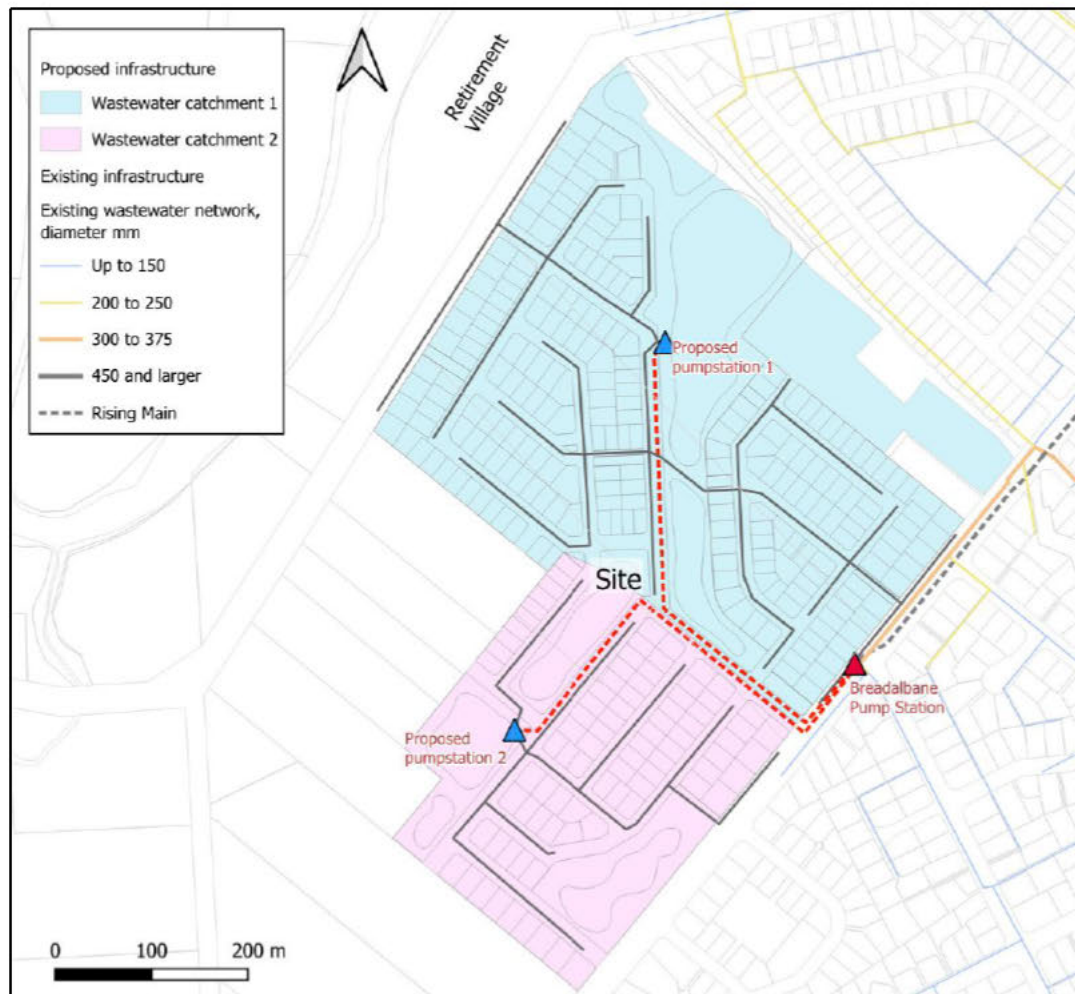 Proposed infrastructure
Wastewater catchment 1
Wastewater catchment 2
Existing infrastructure
Existing wastewater network,
diameter mm
Up to 150
200 to 250
300 to 375
450 and larger
Rising Main
Retirement
Village
Proposed
pumpstation 1
Site
Breadalbane
Pump Station
Proposed
pumpstation 2
0 100 200 m